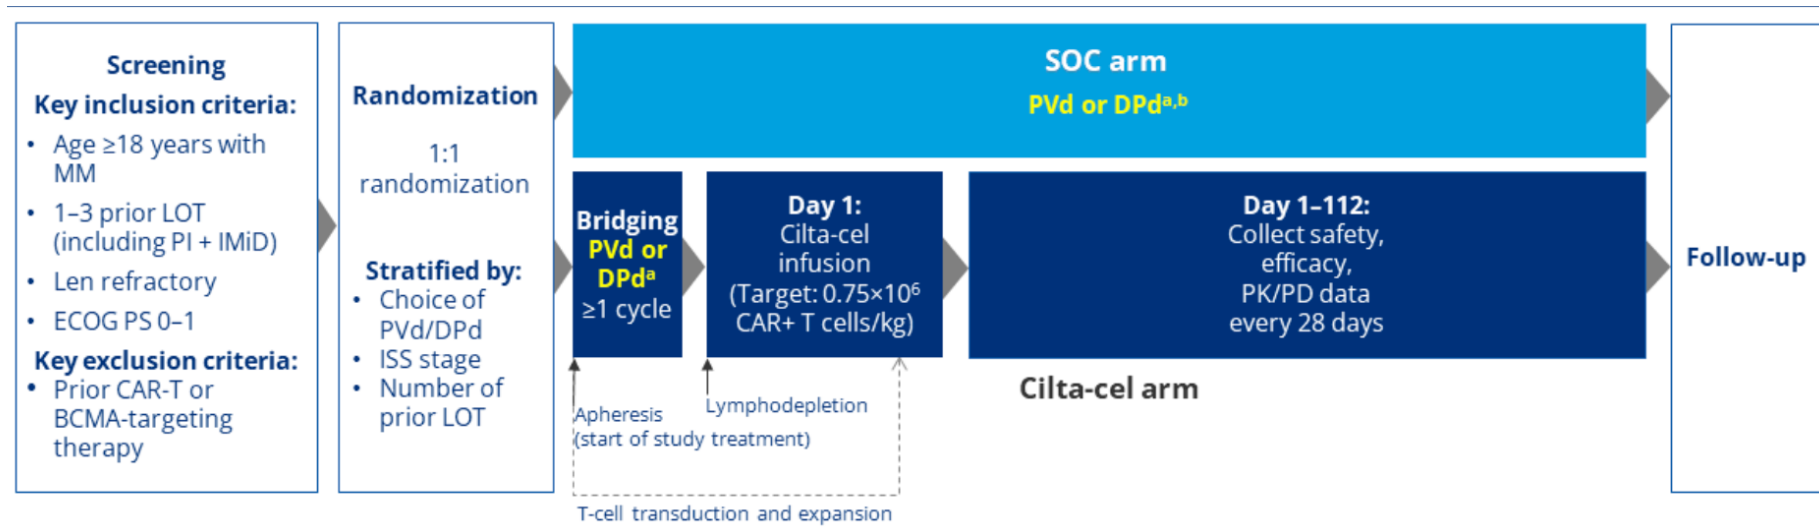 Screening
Key inclusion criteria:
• Age ≥18 years with
MM
• 1–3 prior LOT
(including PI + IMiD)
• Len refractory
• ECOG PS 0–1
Key exclusion criteria:
• Prior CAR-T or
BCMA-targeting
therapy
Randomization
1:1
randomization
Stratified by:
• Choice of
PVd/DPd
• ISS stage
• Number of
prior LOT
SOC arm
PVd or DPdᵃ,ᵇ
Bridging
PVd or
DPdᵃ
≥1 cycle
Day 1:
Cilta-cel
infusion
(Target: 0.75×10⁶
CAR+ T cells/kg)
Day 1–112:
Collect safety,
efficacy,
PK/PD data
every 28 days
Cilta-cel arm
Apheresis
(start of study treatment)
Lymphodepletion
T-cell transduction and expansion
Follow-up